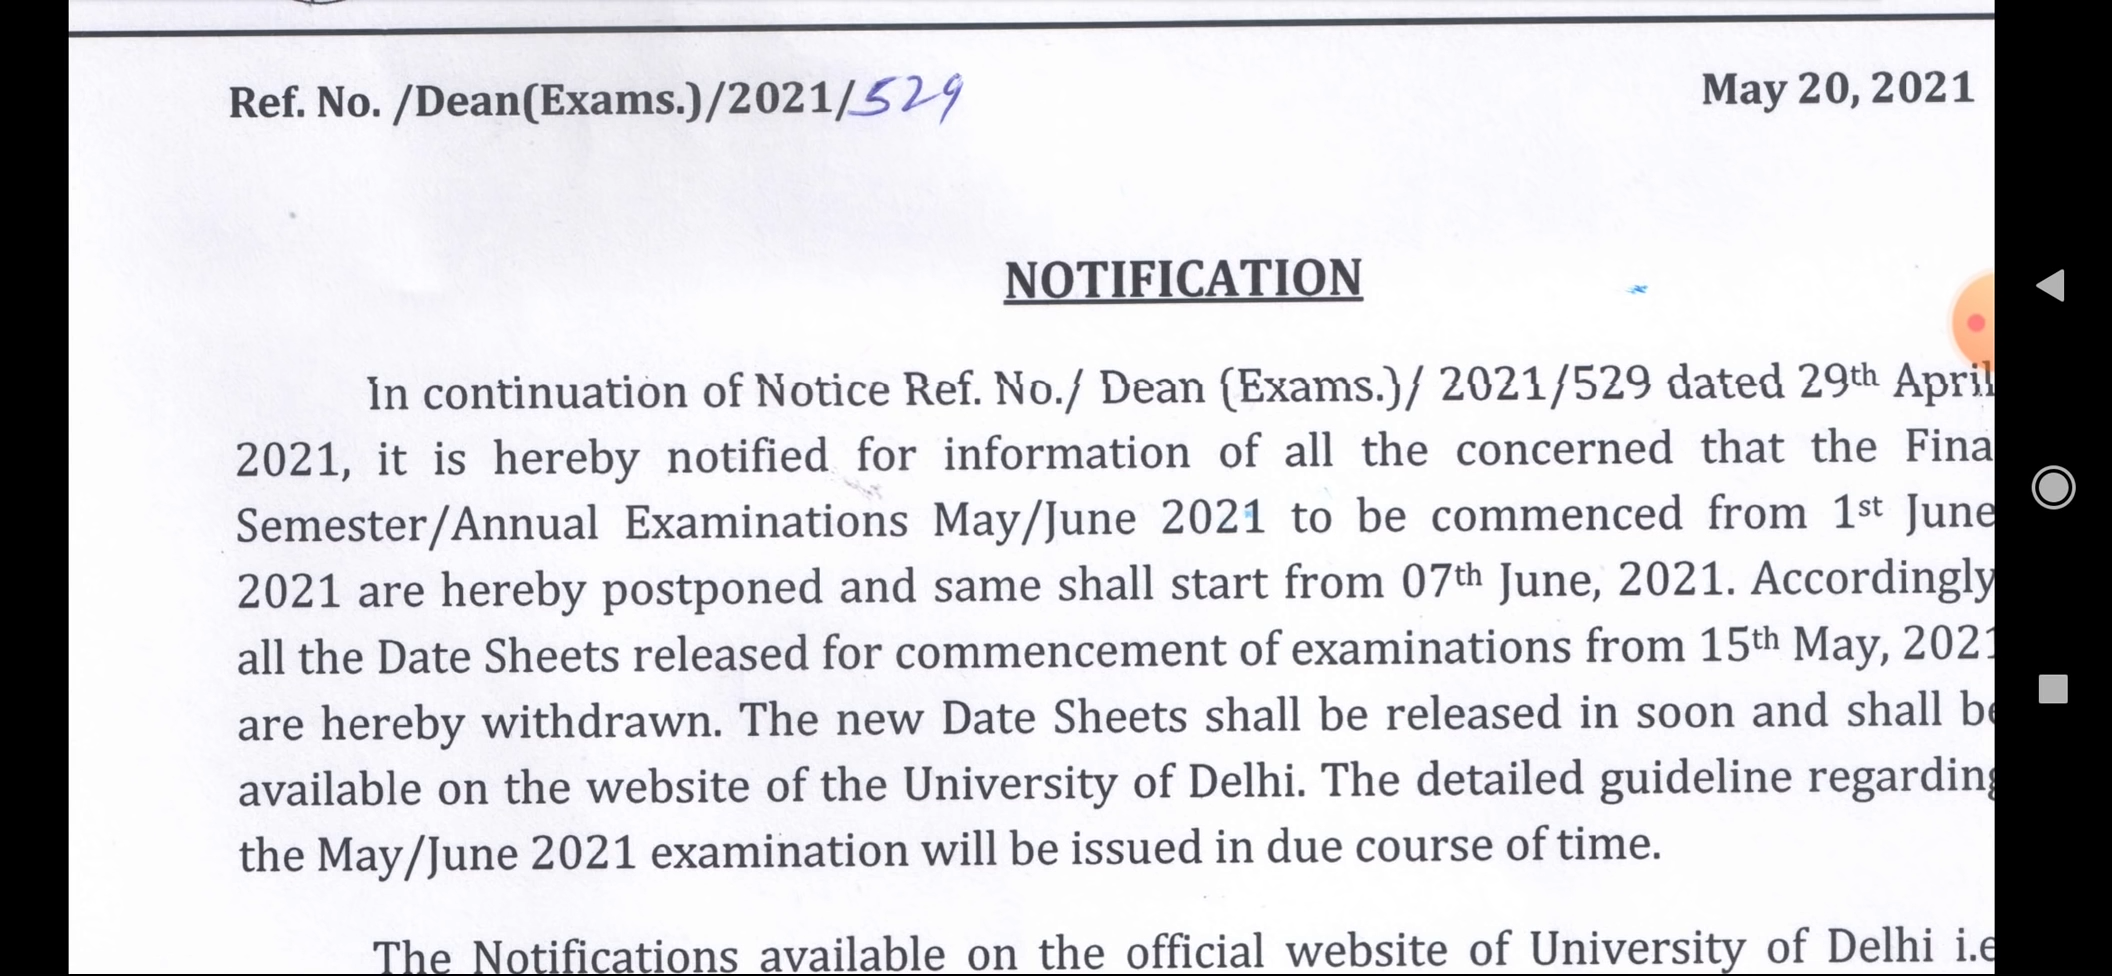 Ref. No. /Dean(Exams.)/2021/529
May 20, 2021
NOTIFICATION
In continuation of Notice Ref. No./ Dean (Exams.)/ 2021/529 dated 29th April
2021, it is hereby notified for information of all the concerned that the Fina
Semester/Annual Examinations May/June 2021 to be commenced from 1st June
2021 are hereby postponed and same shall start from 07th June, 2021. Accordingly
all the Date Sheets released for commencement of examinations from 15th May, 2021
are hereby withdrawn. The new Date Sheets shall be released in soon and shall be
available on the website of the University of Delhi. The detailed guideline regarding
the May/June 2021 examination will be issued in due course of time.
The Notifications available on the official website of University of Delhi i.e